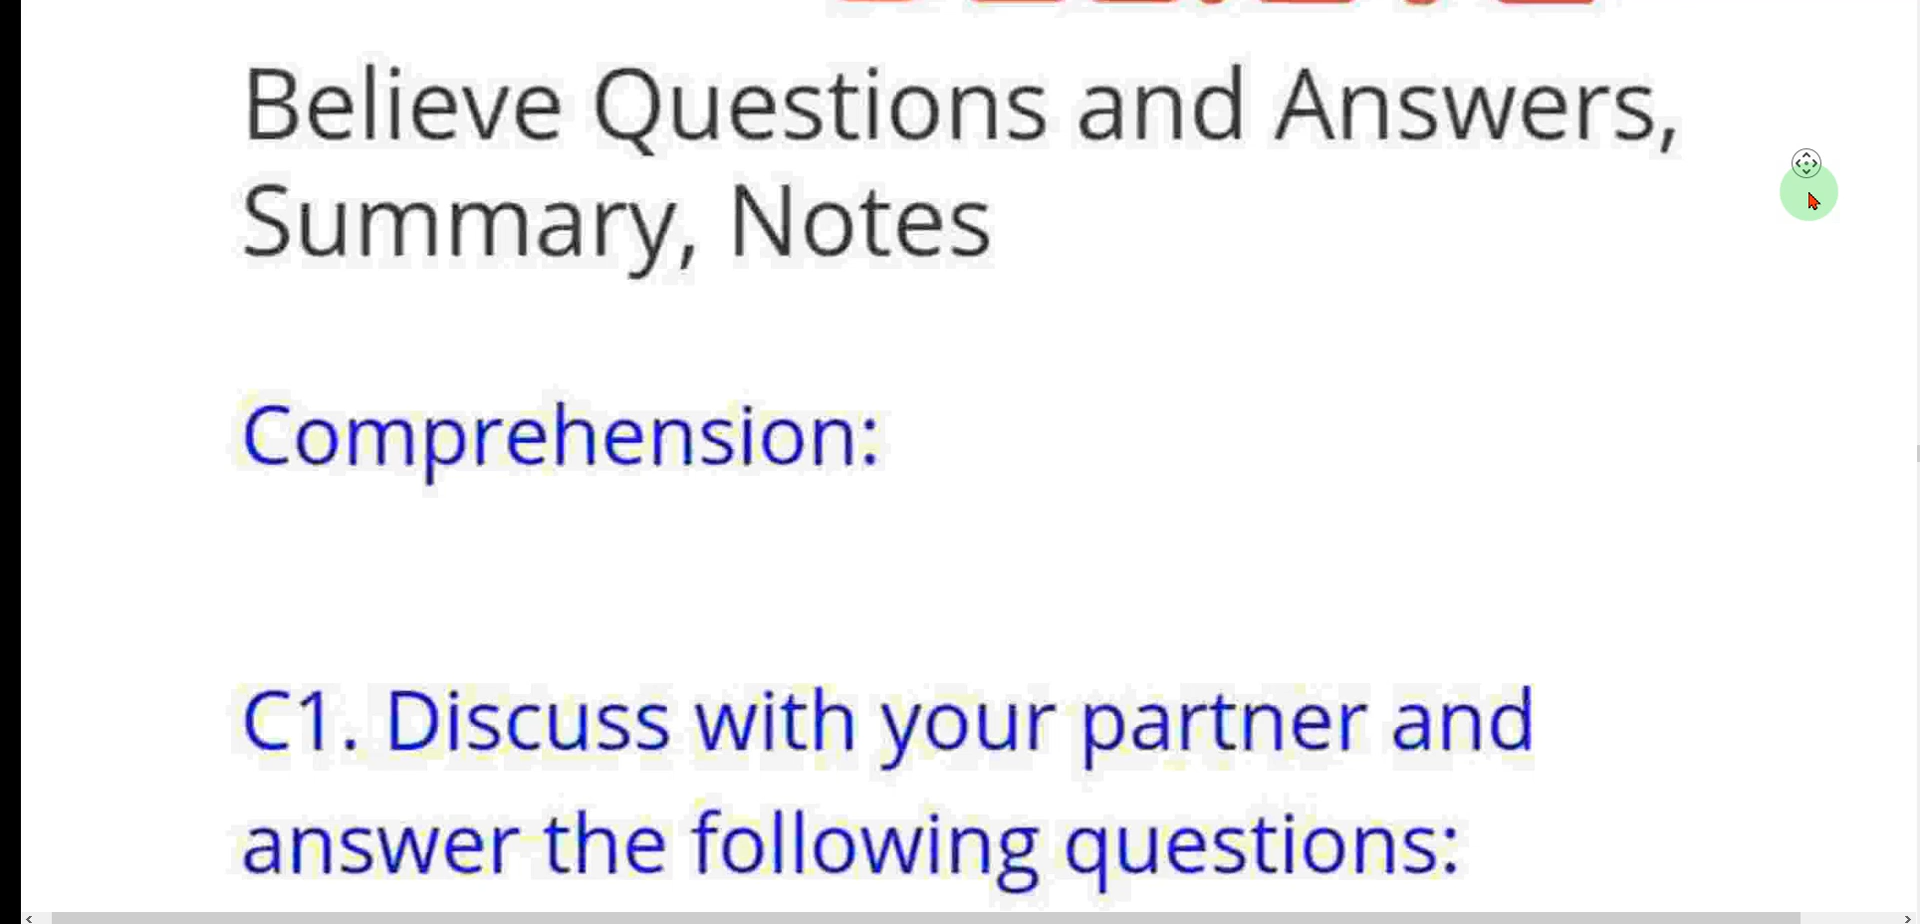 Believe Questions and Answers,
Summary, Notes
Comprehension:
C1. Discuss with your partner and
answer the following questions: